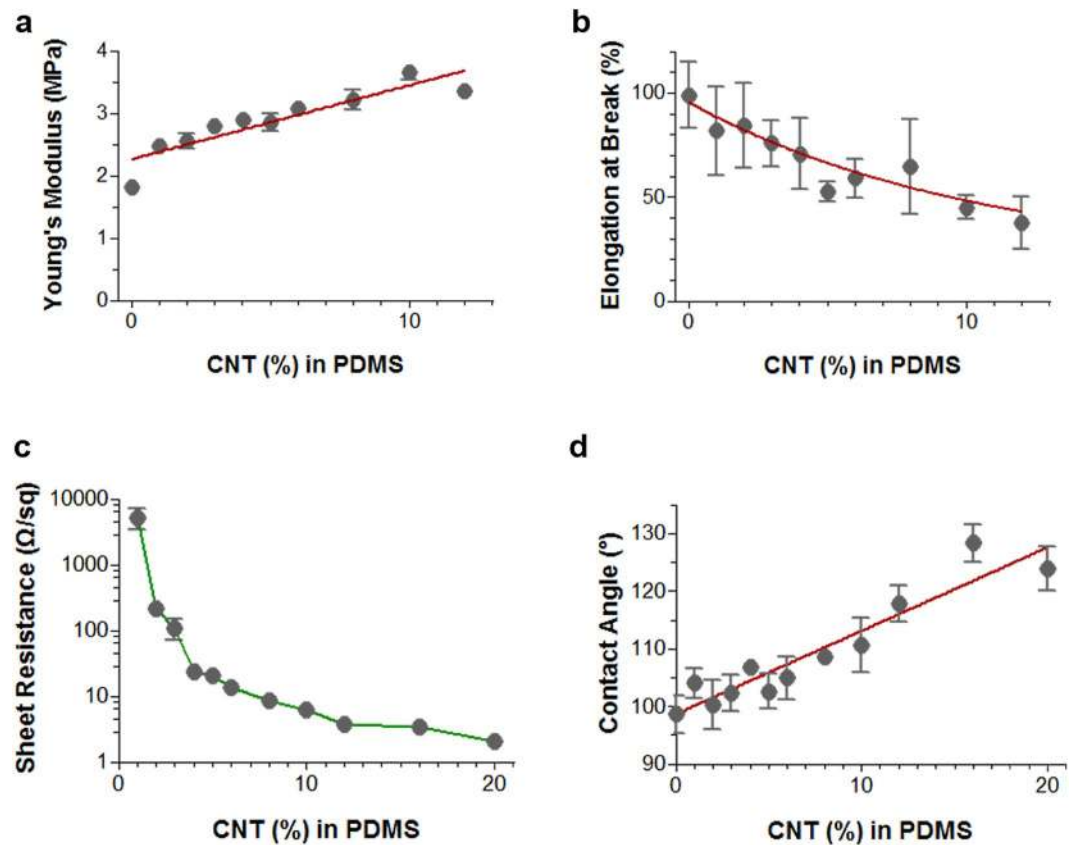 a
Young's Modulus (MPa)
4
3
2
1
0
0 10
CNT (%) in PDMS
b
Elongation at Break (%)
100
50
0
0 10
CNT (%) in PDMS
c
Sheet Resistance (Ω/sq)
10000
1000
100
10
1
0 10 20
CNT (%) in PDMS
d
Contact Angle (°)
130
120
110
100
90
0 10 20
CNT (%) in PDMS